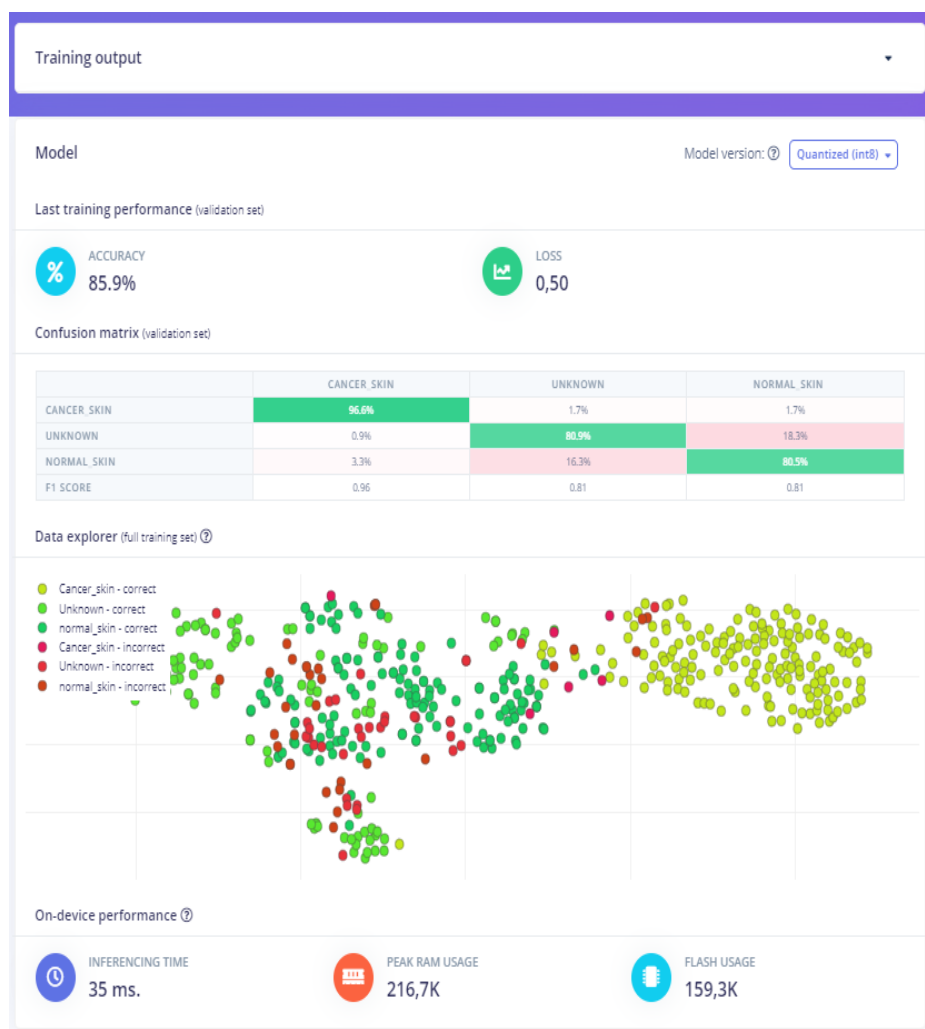 Training output
Model
Model version: Quantized (int8)
Last training performance (validation set)
ACCURACY
85.9%
LOSS
0,50
Confusion matrix (validation set)
CANCER_SKIN UNKNOWN NORMAL_SKIN
CANCER_SKIN 96.6% 1.7% 1.7%
UNKNOWN 0.9% 80.9% 18.3%
NORMAL_SKIN 3.3% 16.3% 80.5%
F1 SCORE 0.96 0.81 0.81
Data explorer (full training set)
Cancer_skin - correct
Unknown - correct
normal_skin - correct
Cancer_skin - incorrect
Unknown - incorrect
normal_skin - incorrect
On-device performance
INFERENCING TIME
35 ms.
PEAK RAM USAGE
216,7K
FLASH USAGE
159,3K